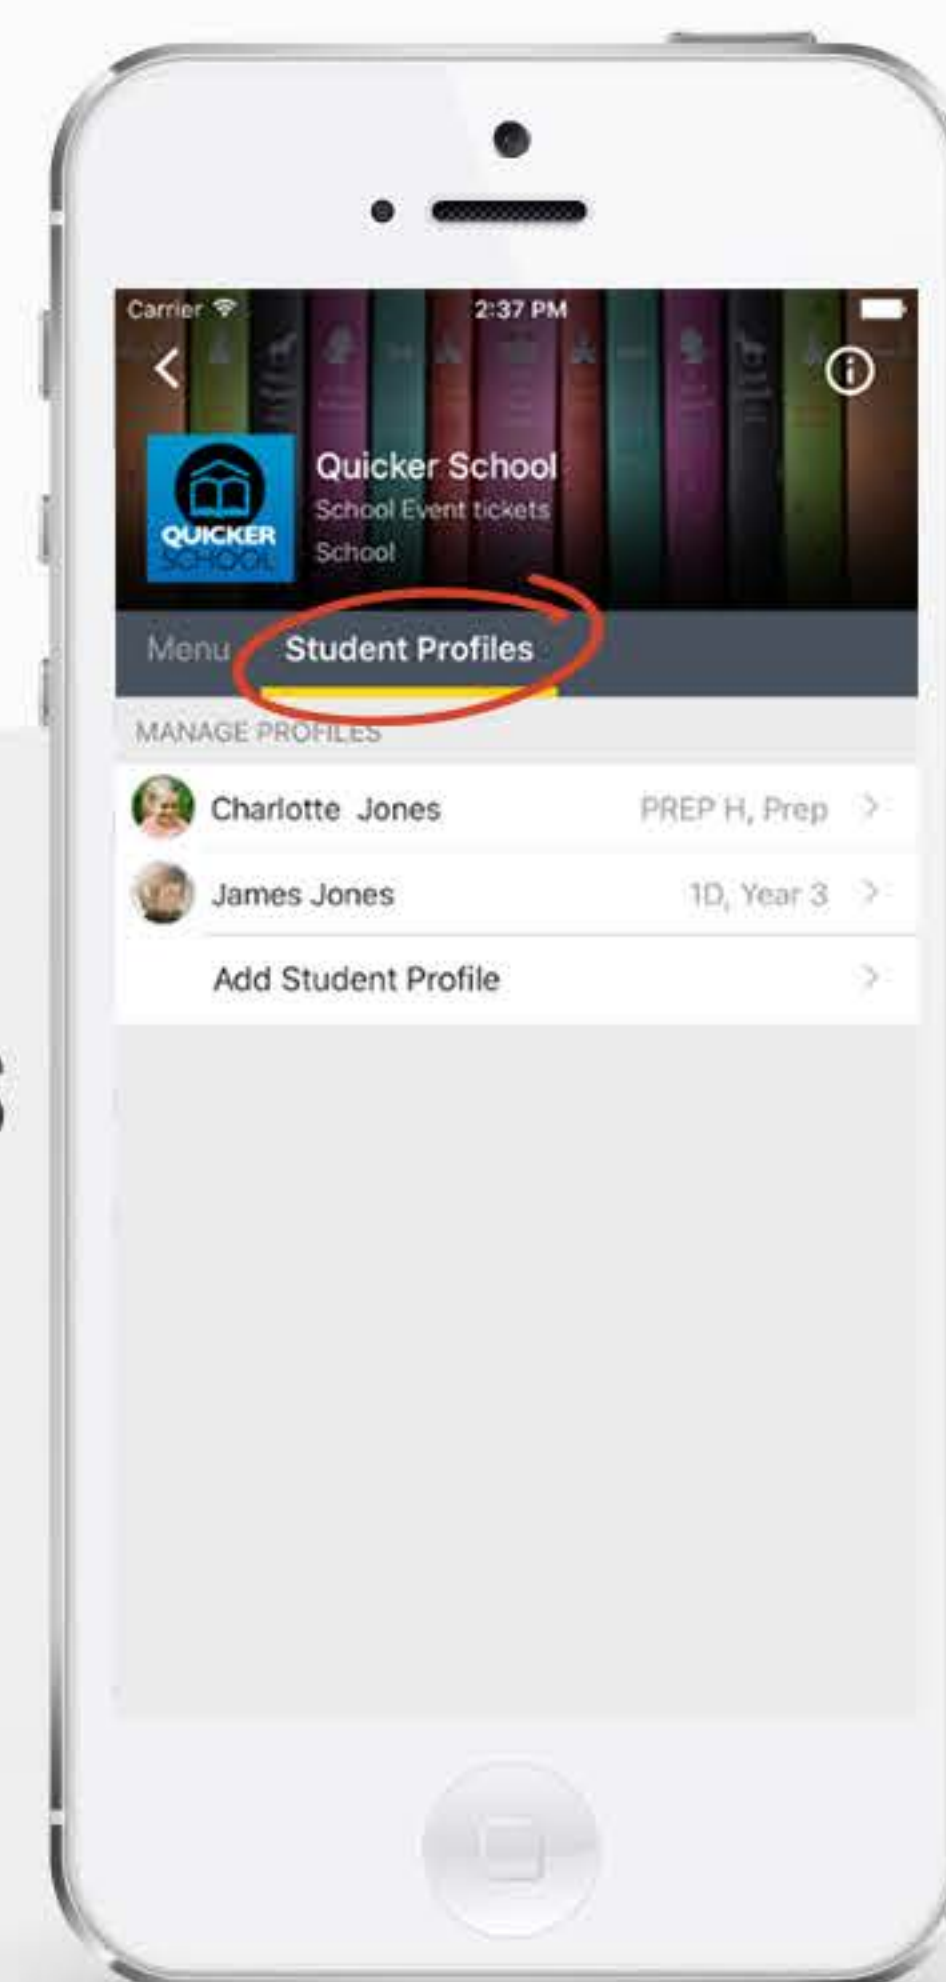 Carrier 2:37 PM
QUICKER
SCHOOL
Quicker School
School Event tickets
School
Menu Student Profiles
MANAGE PROFILES
Charlotte Jones PREP H, Prep
James Jones 1D, Year 3
Add Student Profile